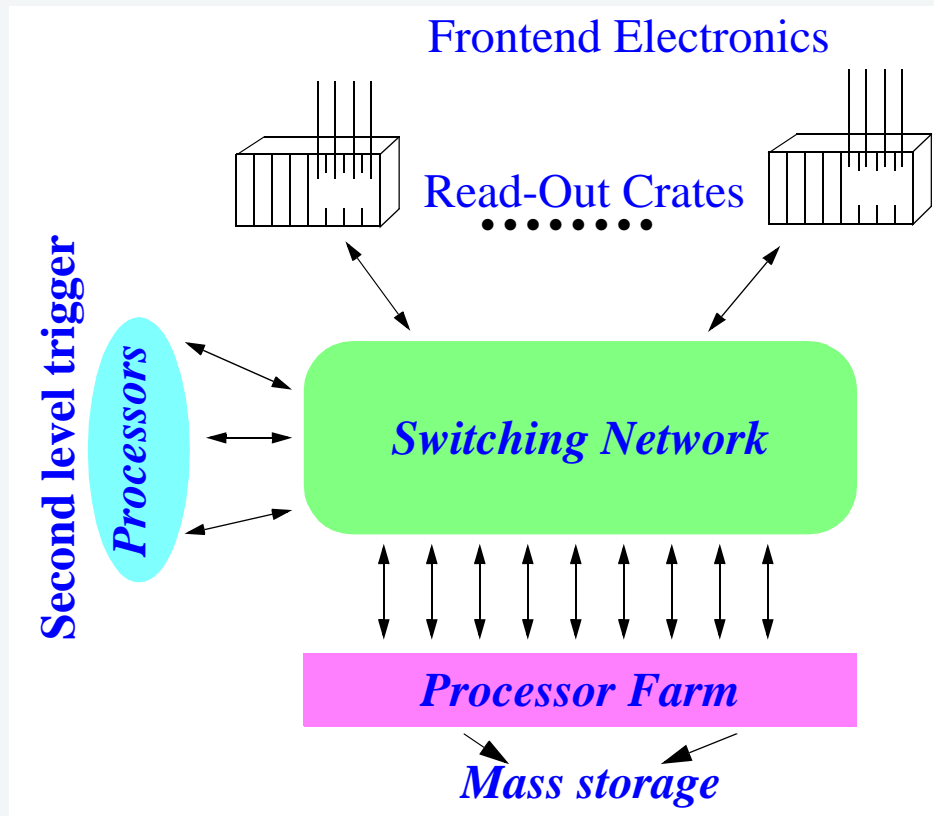 Frontend Electronics
Read-Out Crates
Second level trigger
Processors
Switching Network
Processor Farm
Mass storage